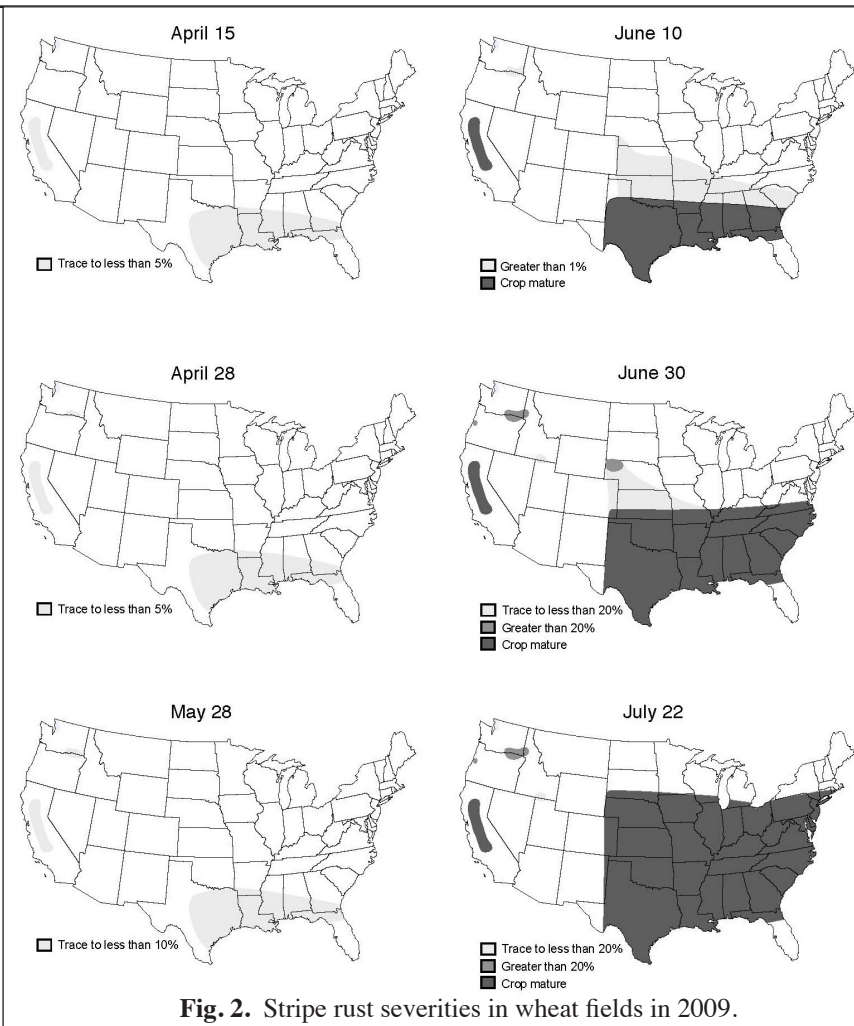 April 15
Trace to less than 5%
June 10
Greater than 1%
Crop mature
April 28
Trace to less than 5%
June 30
Trace to less than 20%
Greater than 20%
Crop mature
May 28
Trace to less than 10%
July 22
Trace to less than 20%
Greater than 20%
Crop mature
Fig. 2. Stripe rust severities in wheat fields in 2009.